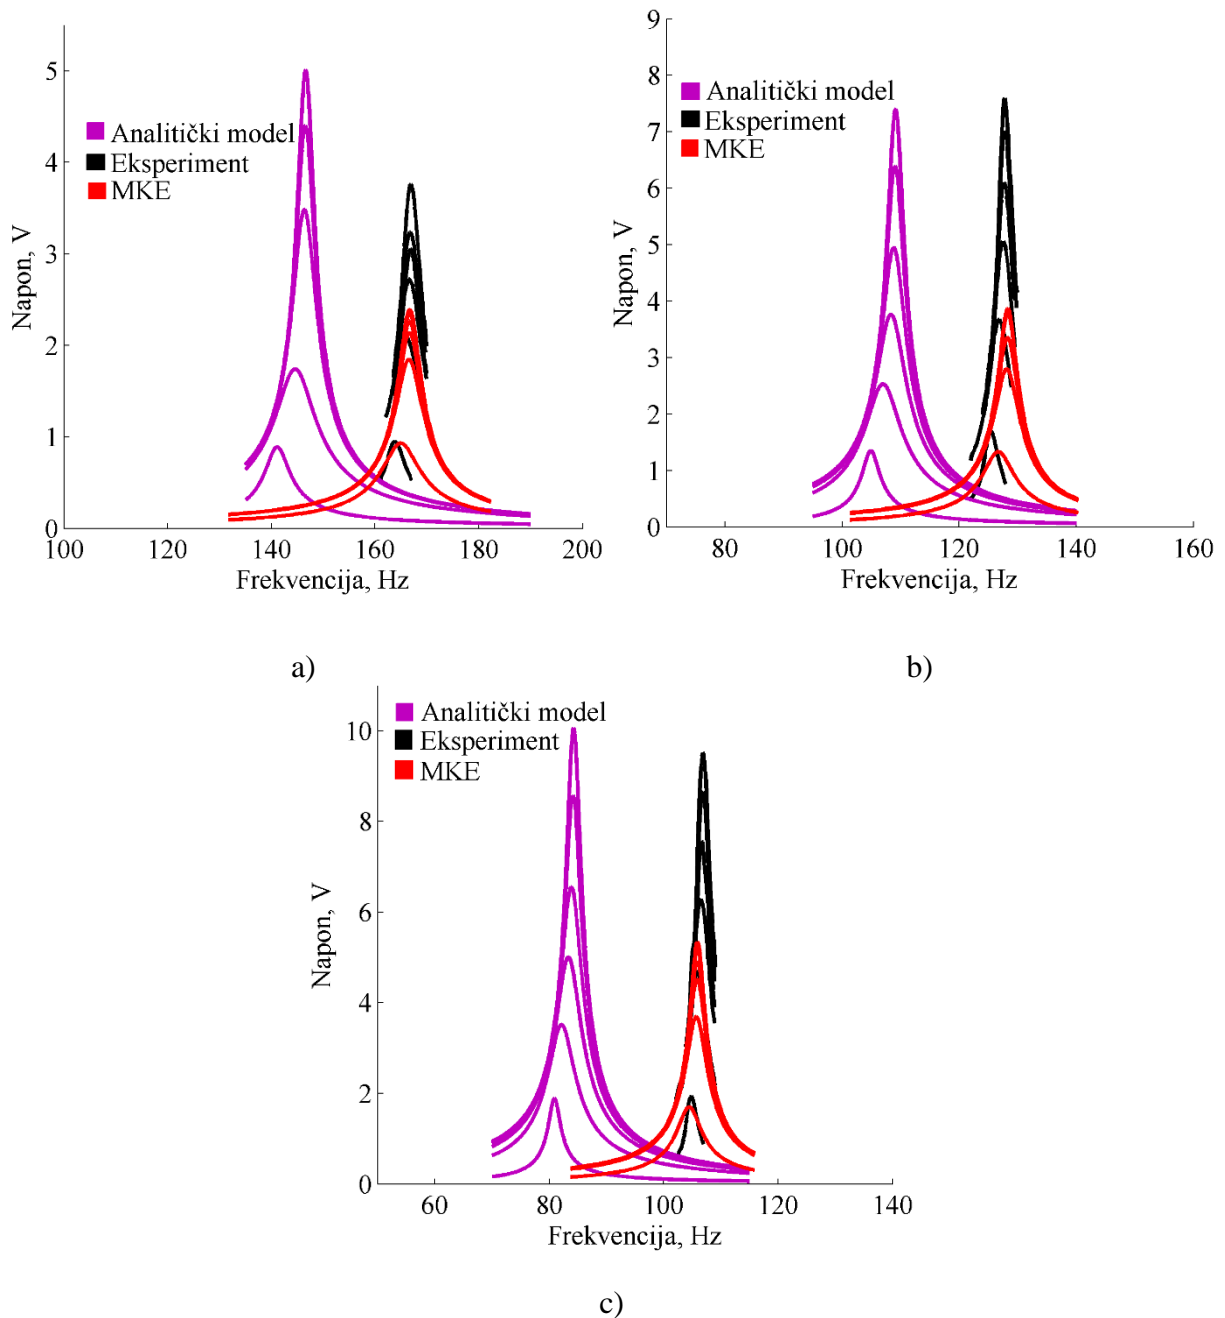 5
4
3
2
1
0
Napon, V
Analitički model
Eksperiment
MKE
100 120 140 160 180 200
Frekvencija, Hz
a)
9
8
7
6
5
4
3
2
1
0
Napon, V
Analitički model
Eksperiment
MKE
80 100 120 140 160
Frekvencija, Hz
b)
10
8
6
4
2
0
Napon, V
Analitički model
Eksperiment
MKE
60 80 100 120 140
Frekvencija, Hz
c)